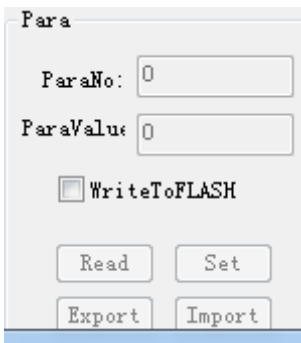 Para
ParaNo: 0
ParaValue 0
WriteToFLASH
Read Set
Export Import